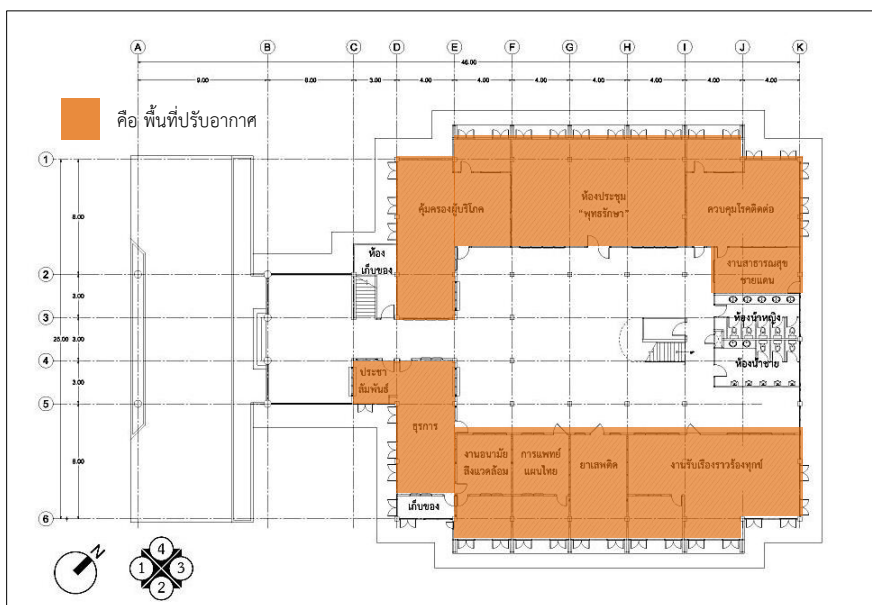 A B C D E F G H I J K
46.00
9.00 6.00 3.00 4.00 4.00 4.00 4.00 4.00 4.00 4.00
คือ พื้นที่ปรับอากาศ
1
คุ้มครองผู้บริโภค
ห้องประชุม
"พุทธรักษา"
ควบคุมโรคติดต่อ
8.00
ห้อง
เก็บของ
2
งานสาธารณสุข
ชายแดน
3.00
3
ห้องน้ำหญิง
25.00 3.00
4
ห้องน้ำชาย
ประชา
สัมพันธ์
3.00
5
ธุรการ
งานอนามัย
สิ่งแวดล้อม
การแพทย์
แผนไทย
ยาเสพติด
งานรับเรื่องราวร้องทุกข์
8.00
เก็บของ
6
N
4
1 3
2